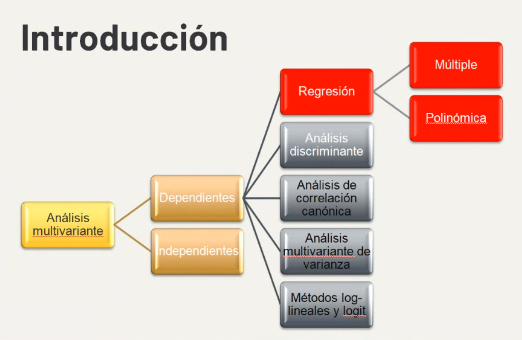 Introducción
Múltiple
Regresión
Polinómica
Análisis
discriminante
Dependientes
Análisis de
correlación
canónica
Análisis
multivariante
Independientes
Análisis
multivariante de
varianza
Métodos log-
lineales y logit